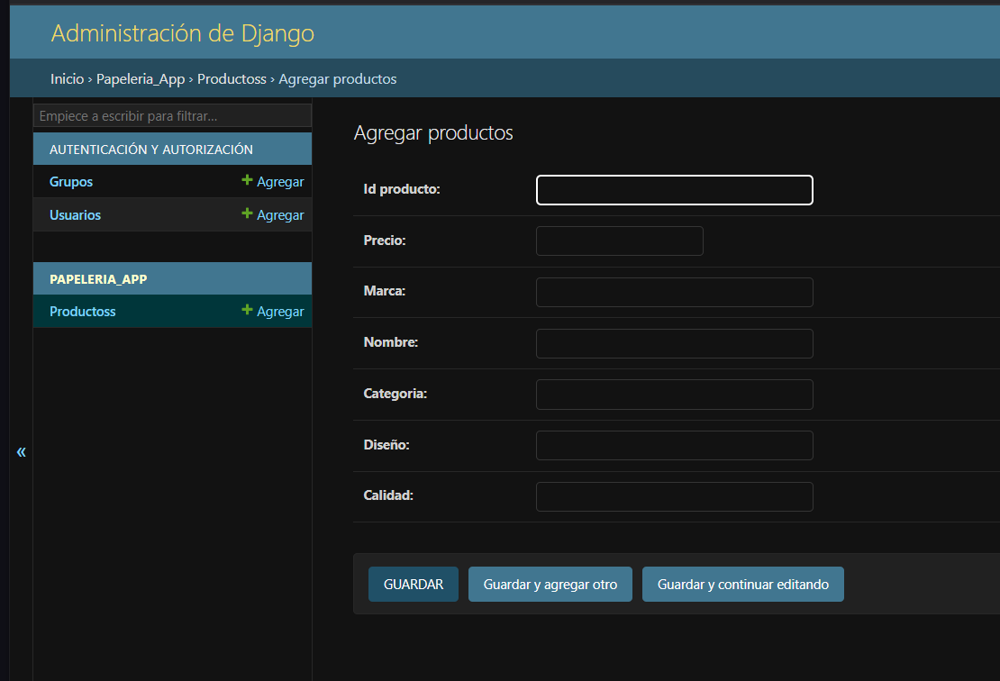 Administración de Django
Inicio › Papeleria_App › Productoss › Agregar productos
Empiece a escribir para filtrar...
AUTENTICACIÓN Y AUTORIZACIÓN
Grupos + Agregar
Usuarios + Agregar
PAPELERIA_APP
Productoss + Agregar
«
Agregar productos
Id producto:
Precio:
Marca:
Nombre:
Categoria:
Diseño:
Calidad:
GUARDAR Guardar y agregar otro Guardar y continuar editando